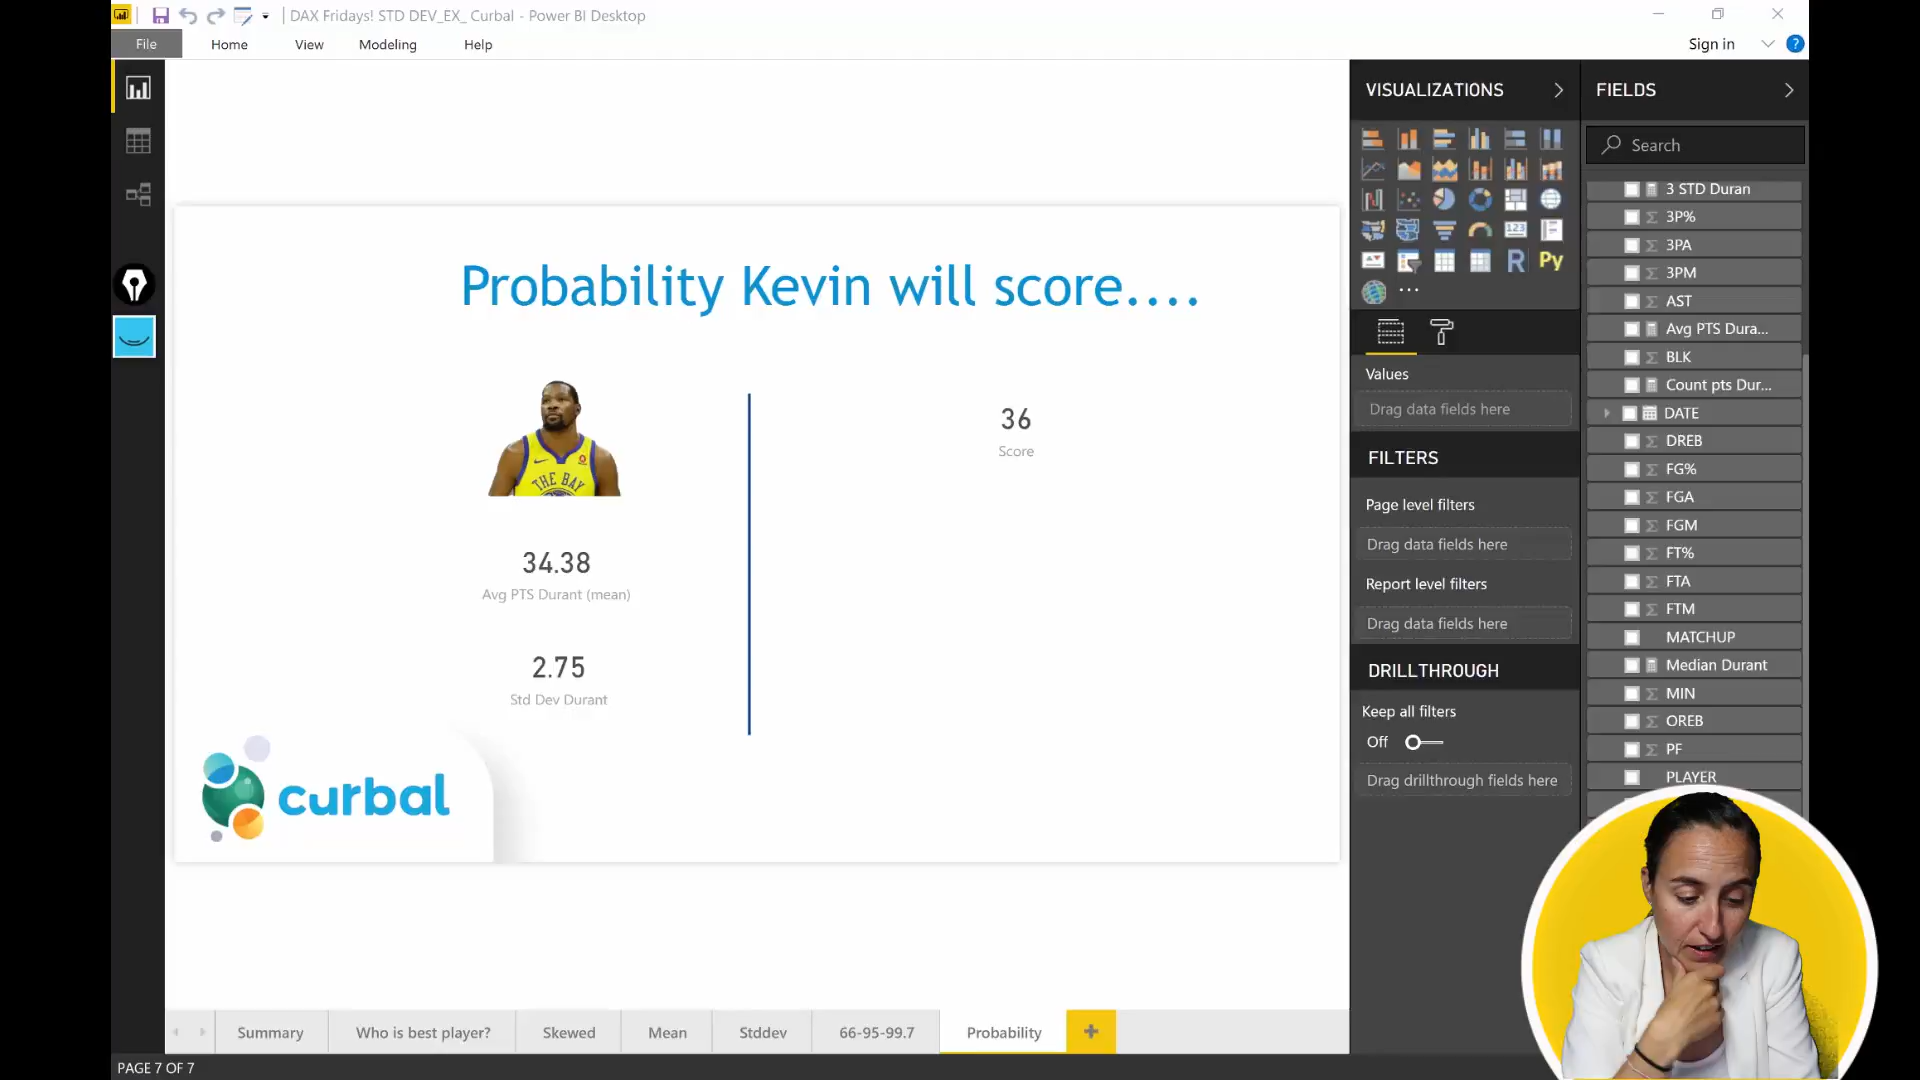 DAX Fridays! STD DEV_EX_ Curbal - Power BI Desktop
File
Home
View
Modeling
Help
Sign in
?
Probability Kevin will score....
THE BAY
34.38
Avg PTS Durant (mean)
2.75
Std Dev Durant
36
Score
curbal
VISUALIZATIONS
123
R
Py
...
Values
Drag data fields here
FILTERS
Page level filters
Drag data fields here
Report level filters
Drag data fields here
DRILLTHROUGH
Keep all filters
Off
Drag drillthrough fields here
FIELDS
Search
3 STD Duran
Σ 3P%
Σ 3PA
Σ 3PM
Σ AST
Avg PTS Dura...
Σ BLK
Count pts Dur...
DATE
Σ DREB
Σ FG%
Σ FGA
Σ FGM
Σ FT%
Σ FTA
Σ FTM
MATCHUP
Median Durant
Σ MIN
Σ OREB
Σ PF
PLAYER
Summary
Who is best player?
Skewed
Mean
Stddev
66-95-99.7
Probability
+
PAGE 7 OF 7